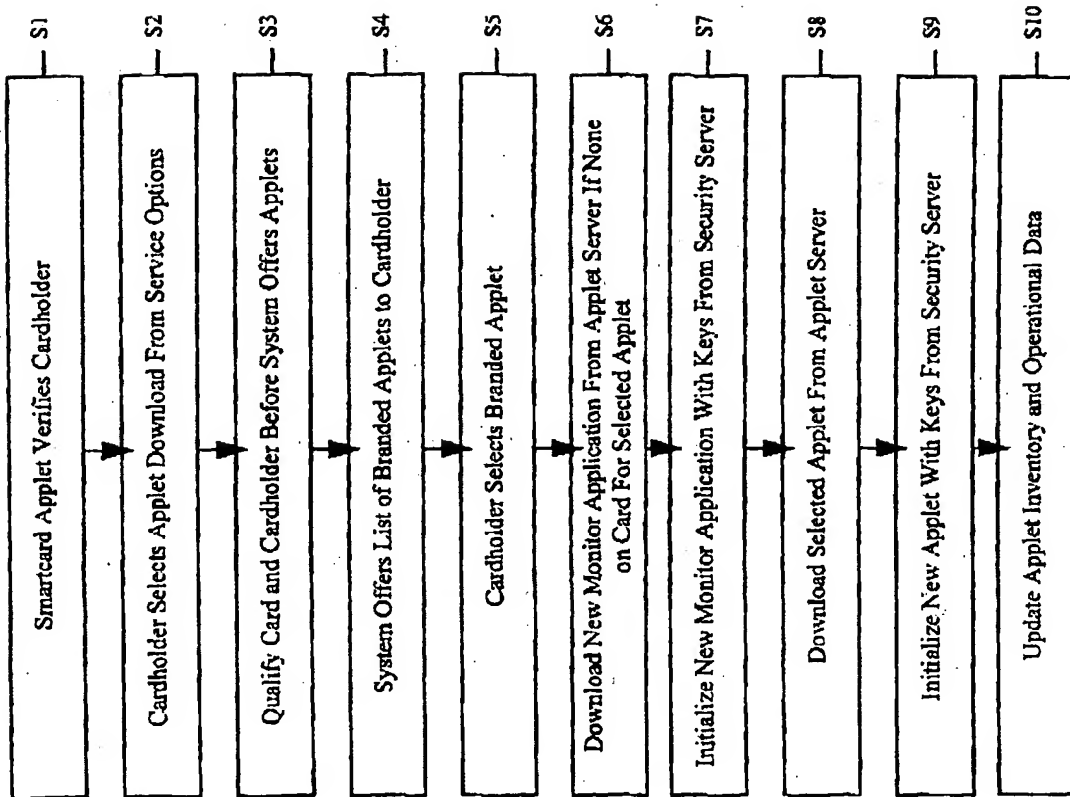 Smartcard Applet Verifies Cardholder
S1
Cardholder Selects Applet Download From Service Options
S2
Qualify Card and Cardholder Before System Offers Applets
S3
System Offers List of Branded Applets to Cardholder
S4
Cardholder Selects Branded Applet
S5
Download New Monitor Application From Applet Server If None
on Card For Selected Applet
S6
Initialize New Monitor Application With Keys From Security Server
S7
Download Selected Applet From Applet Server
S8
Initialize New Applet With Keys From Security Server
S9
Update Applet Inventory and Operational Data
S10